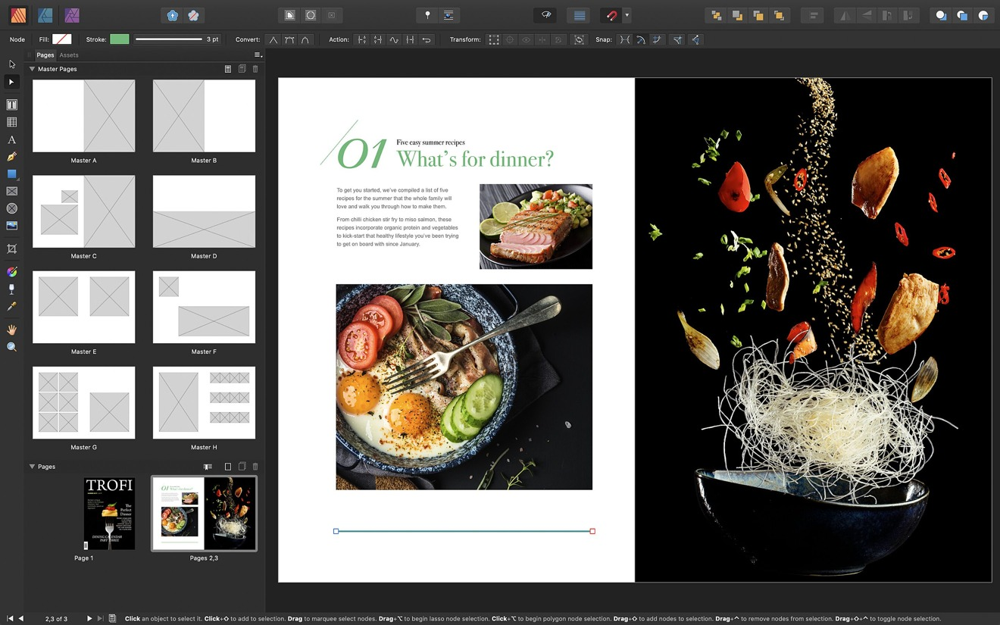 Node
Fill:
Stroke:
3 pt
Convert:
Action:
Transform:
Snap:
Pages
Assets
Master Pages
Master A
Master B
Master C
Master D
Master E
Master F
Master G
Master H
Pages
TROFI
The
Perfect
Dinner
DINING CALENDAR
PART THREE
Page 1
Pages 2,3
01
Five easy summer recipes
What's for dinner?
To get you started, we've compiled a list of five
recipes for the summer that the whole family will
love and walk you through how to make them.
From chilli chicken stir fry to miso salmon, these
recipes incorporate organic protein and vegetables
to kick-start that healthy lifestyle you've been trying
to get on board with since January.
2,3 of 3
Click an object to select it. Click+⇧ to add to selection. Drag to marquee select nodes. Drag+⌥ to begin lasso node selection. Click+⌥ to begin polygon node selection. Drag+⇧ to add nodes to selection. Drag+⌃ to remove nodes from selection. Drag+⇧+⌃ to toggle node selection.